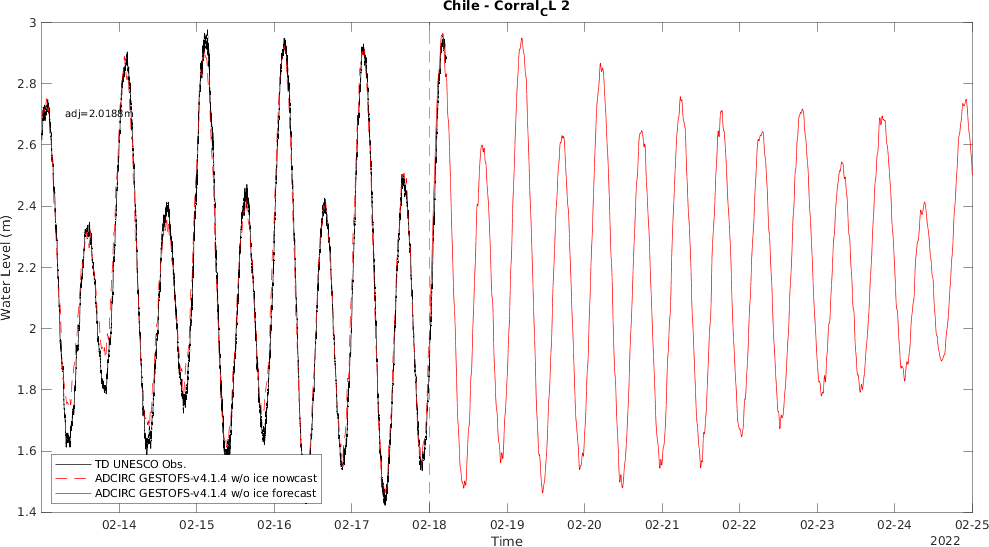 Chile - Corral_CL 2
3
2.8
adj=2.0188m
2.6
2.4
Water Level (m)
2.2
2
1.8
1.6
TD UNESCO Obs.
ADCIRC GESTOFS-v4.1.4 w/o ice nowcast
ADCIRC GESTOFS-v4.1.4 w/o ice forecast
1.4
02-14 02-15 02-16 02-17 02-18 02-19 02-20 02-21 02-22 02-23 02-24 02-25
Time
2022